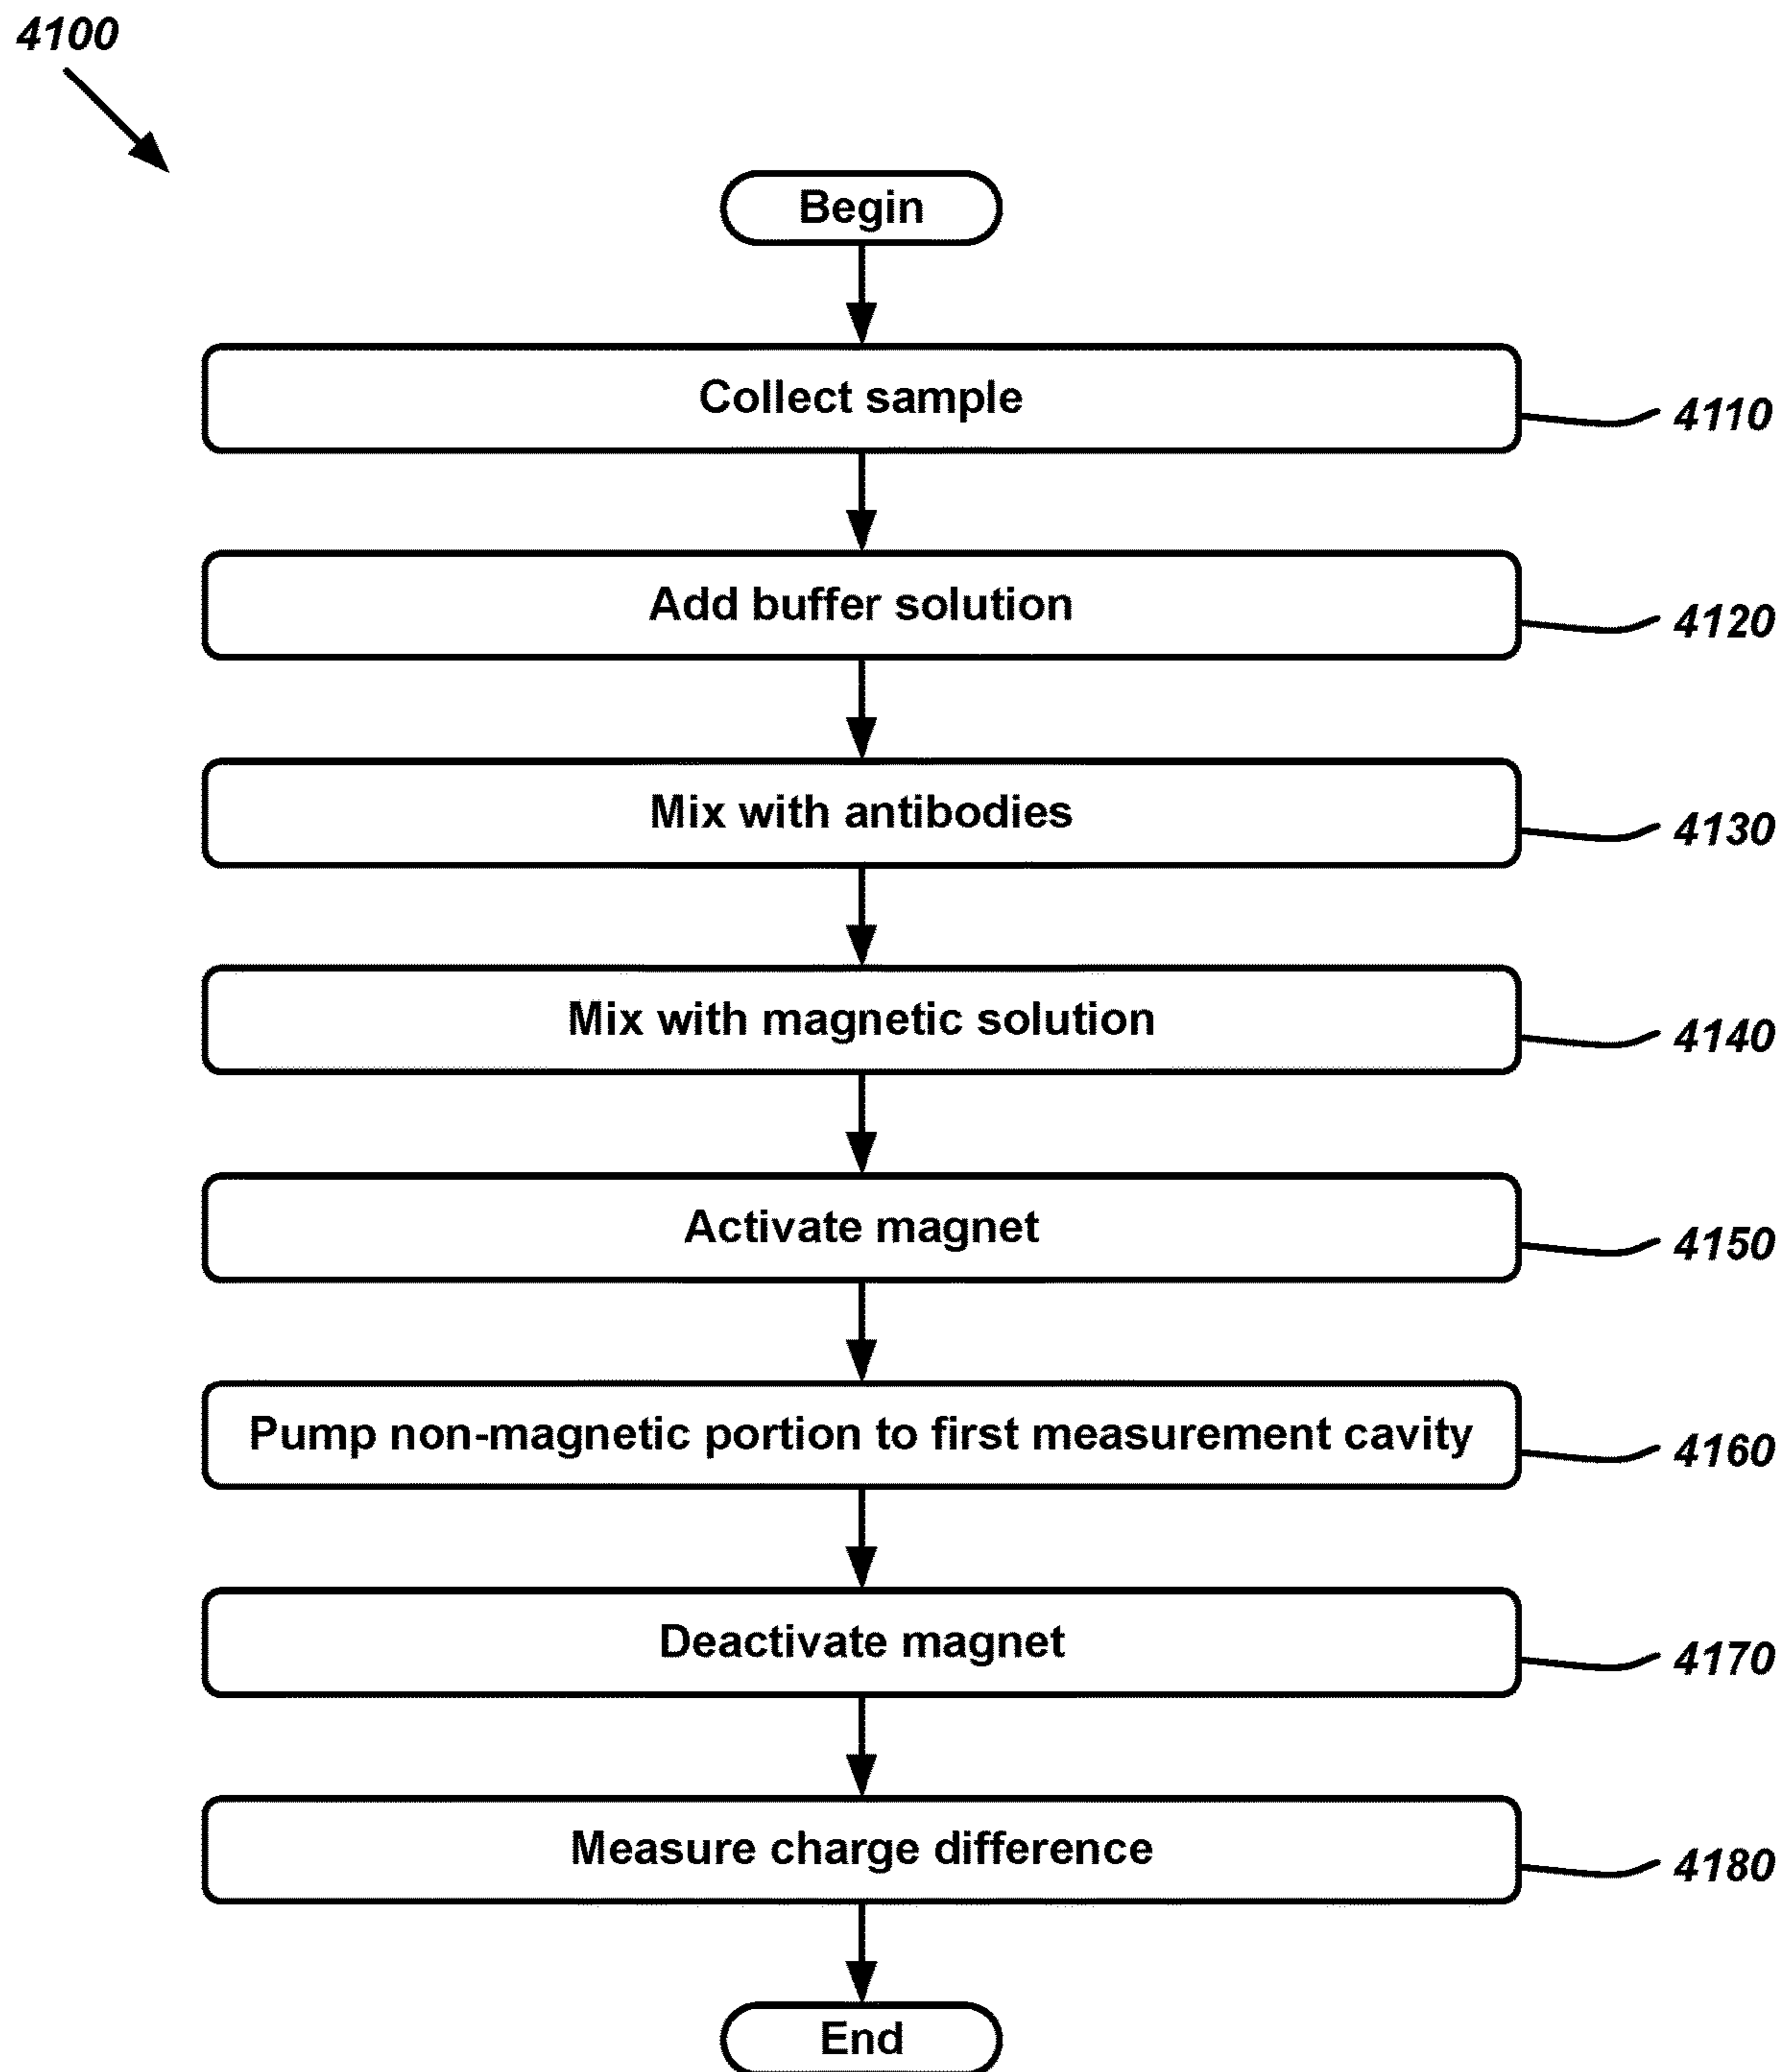 4100
Begin
Collect sample
4110
Add buffer solution
4120
Mix with antibodies
4130
Mix with magnetic solution
4140
Activate magnet
4150
Pump non-magnetic portion to first measurement cavity
4160
Deactivate magnet
4170
Measure charge difference
4180
End